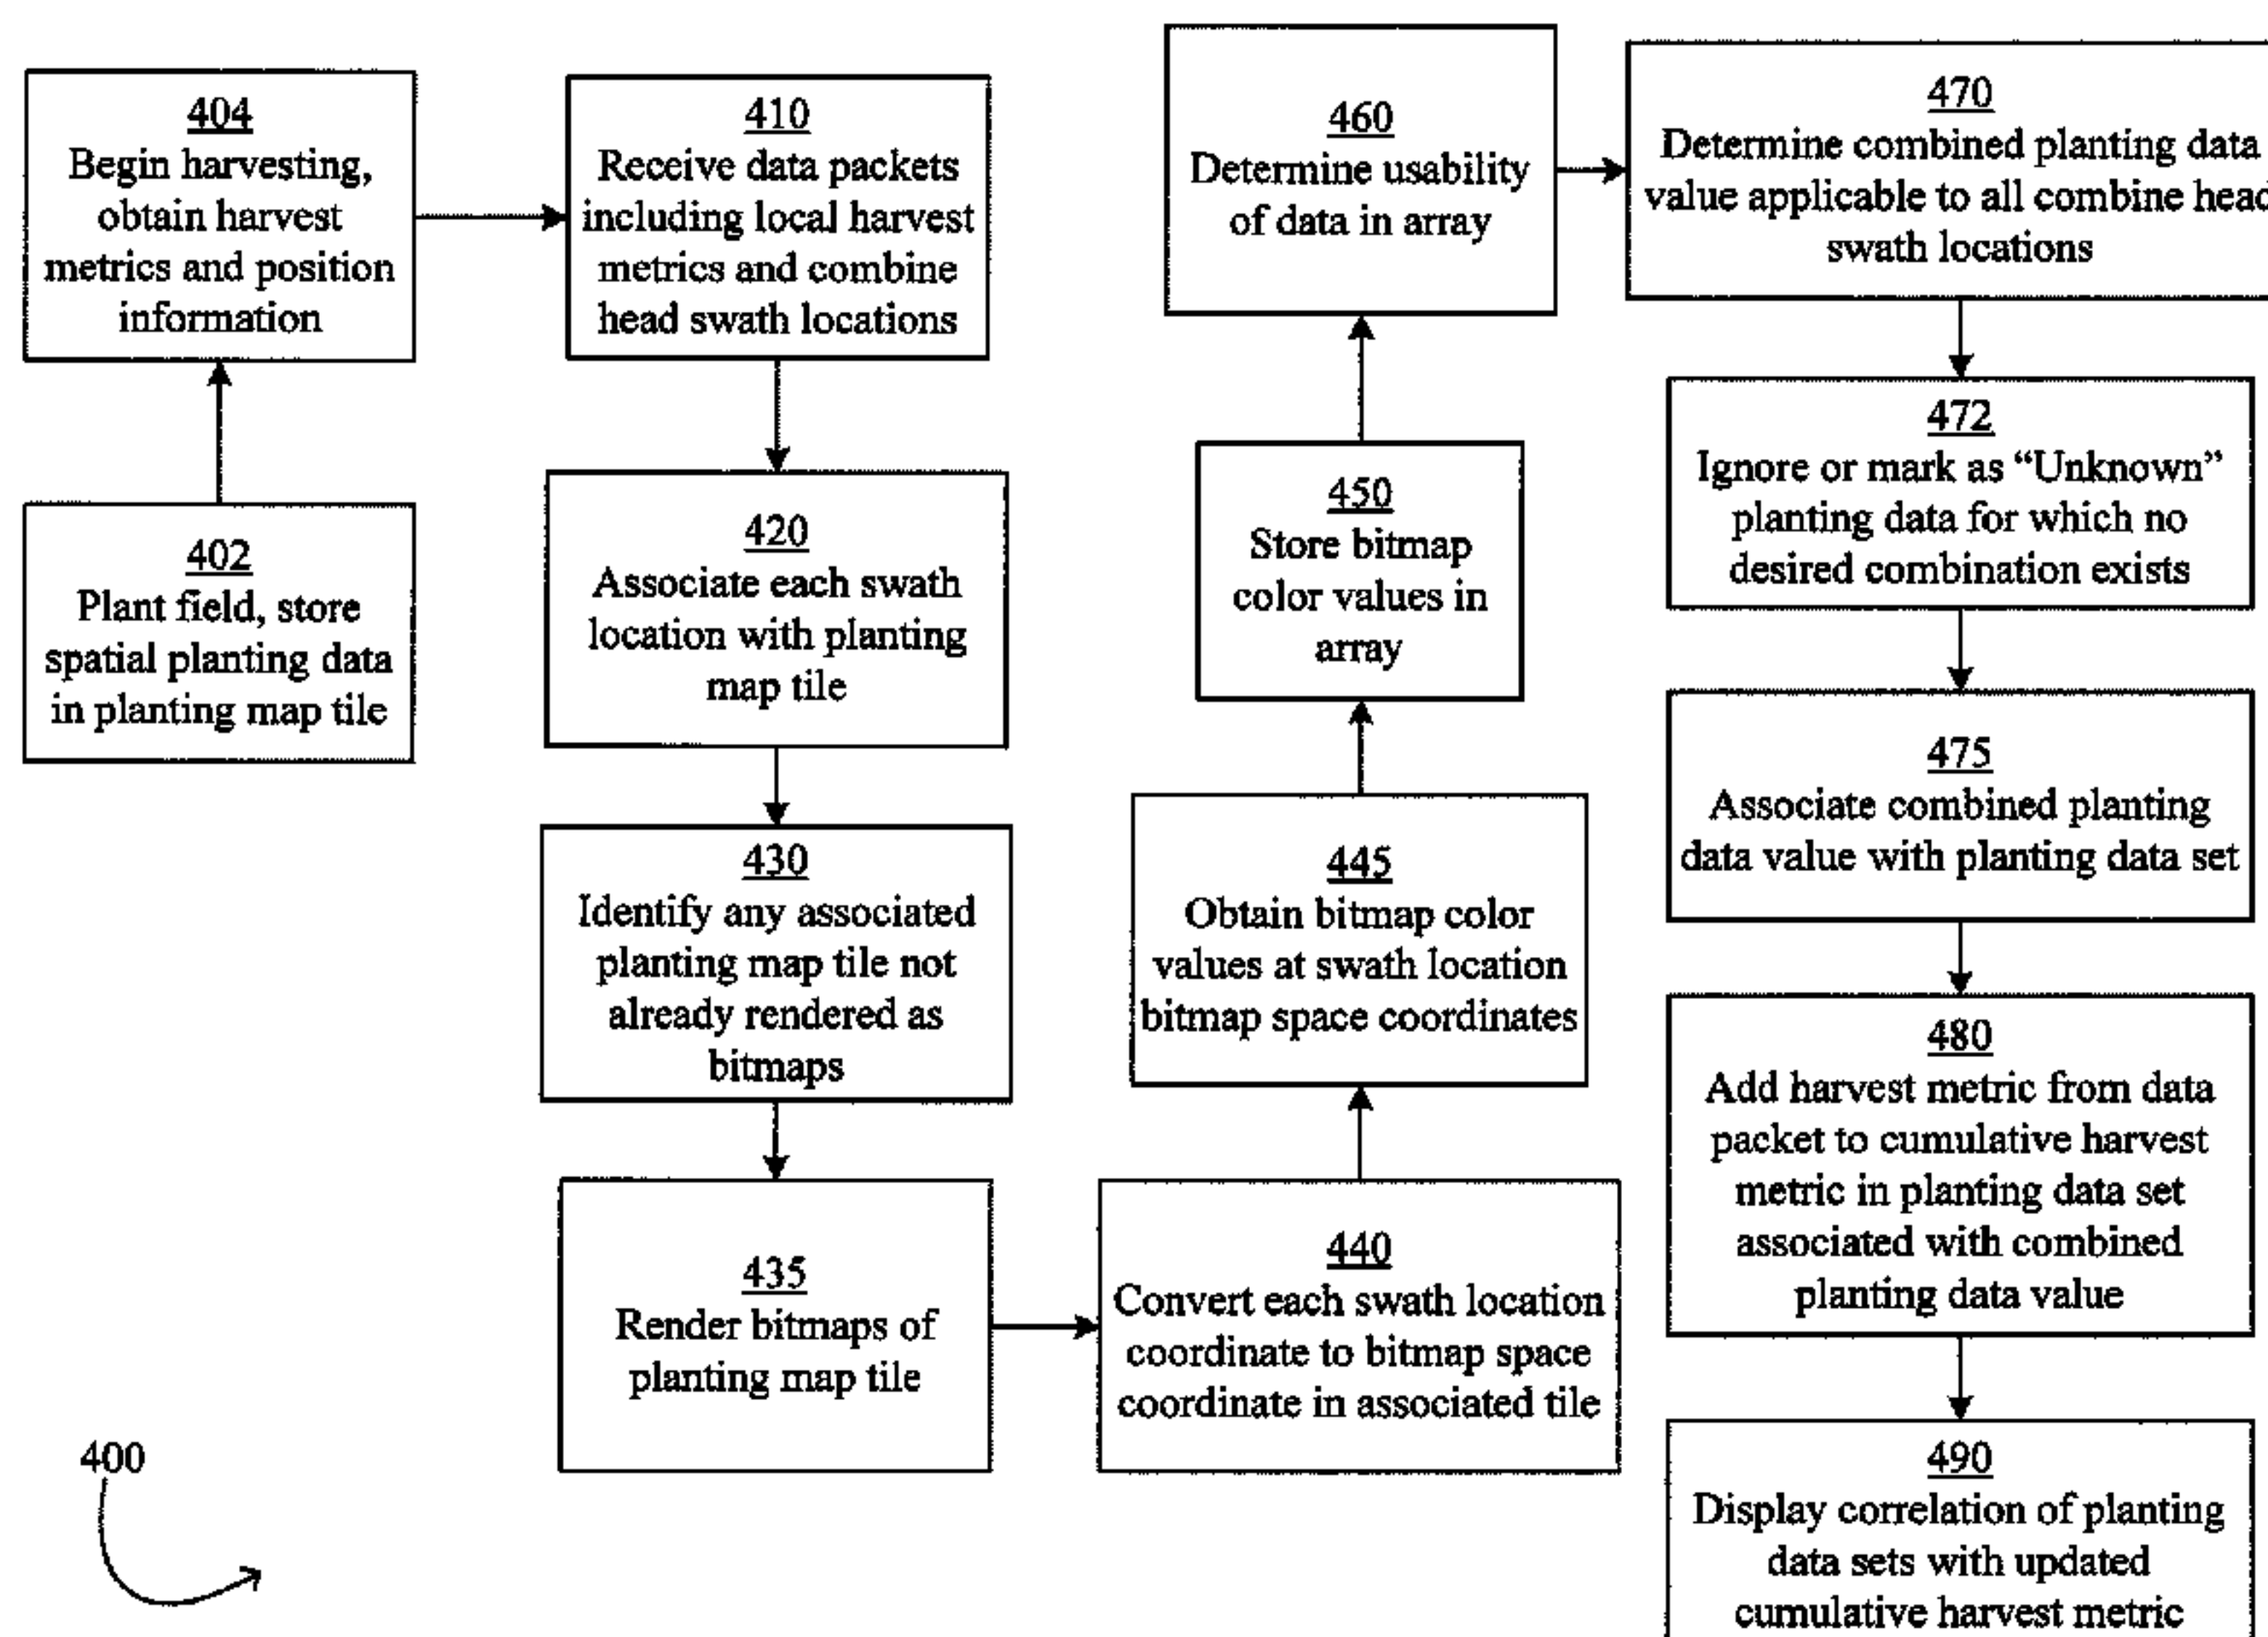 402
Plant field, store
spatial planting data
in planting map tile
404
Begin harvesting,
obtain harvest
metrics and position
information
410
Receive data packets
including local harvest
metrics and combine
head swath locations
420
Associate each swath
location with planting
map tile
430
Identify any associated
planting map tile not
already rendered as
bitmaps
435
Render bitmaps of
planting map tile
440
Convert each swath location
coordinate to bitmap space
coordinate in associated tile
445
Obtain bitmap color
values at swath location
bitmap space coordinates
450
Store bitmap
color values in
array
460
Determine usability
of data in array
470
Determine combined planting data
value applicable to all combine head
swath locations
472
Ignore or mark as “Unknown”
planting data for which no
desired combination exists
475
Associate combined planting
data value with planting data set
480
Add harvest metric from data
packet to cumulative harvest
metric in planting data set
associated with combined
planting data value
490
Display correlation of planting
data sets with updated
cumulative harvest metric
400